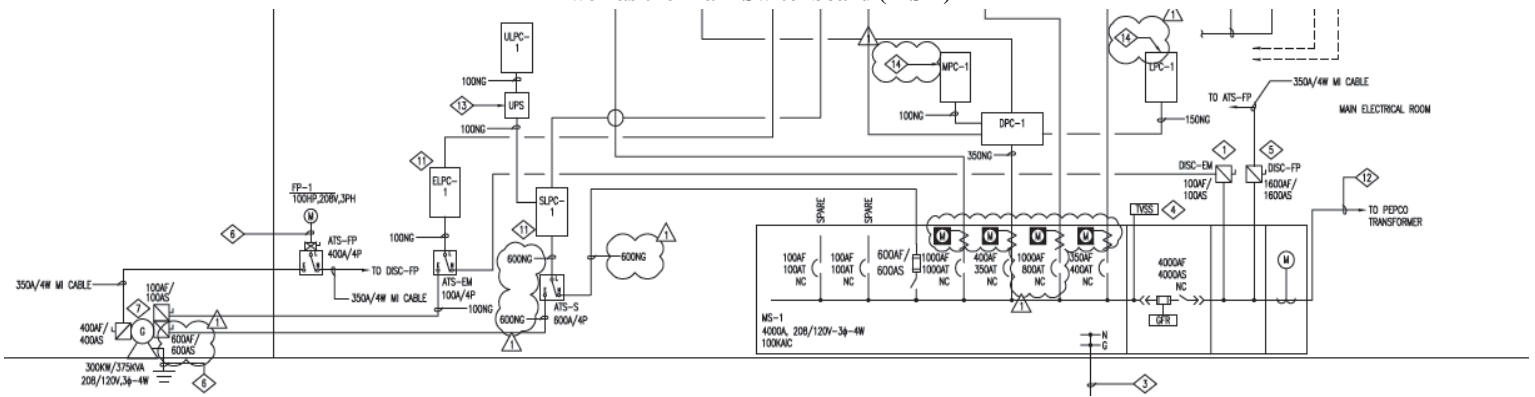 1
ULPC-
1
100NG
13
UPS
100NG
14
MPC-1
100NG
1
14
LPC-1
150NG
DPC-1
350NG
350A/4W MI CABLE
TO ATS-FP
MAIN ELECTRICAL ROOM
11
ELPC-
1
100NG
SLPC-
1
11
600NG
600NG
1
FP-1
100HP,208V,3PH
M
6
ATS-FP
400A/4P
TO DISC-FP
350A/4W MI CABLE
350A/4W MI CABLE
ATS-EM
100A/4P
100NG
ATS-S
600A/4P
600NG
1
7
100AF/
100AS
400AF/
400AS
G
600AF/
600AS
1
300KW/375KVA
208/120V,3ϕ-4W
6
SPARE
SPARE
100AF
100AT
NC
100AF
100AT
NC
600AF/
600AS
M
M
M
M
1000AF
1000AT
NC
400AF
350AT
NC
1000AF
800AT
NC
350AF
400AT
NC
1
TVSS
4
1
DISC-EM
100AF/
100AS
5
DISC-FP
1600AF/
1600AS
12
TO PEPCO
TRANSFORMER
4000AF
4000AS
NC
GFR
M
MS-1
4000A, 208/120V-3ϕ-4W
100KAIC
N
G
3